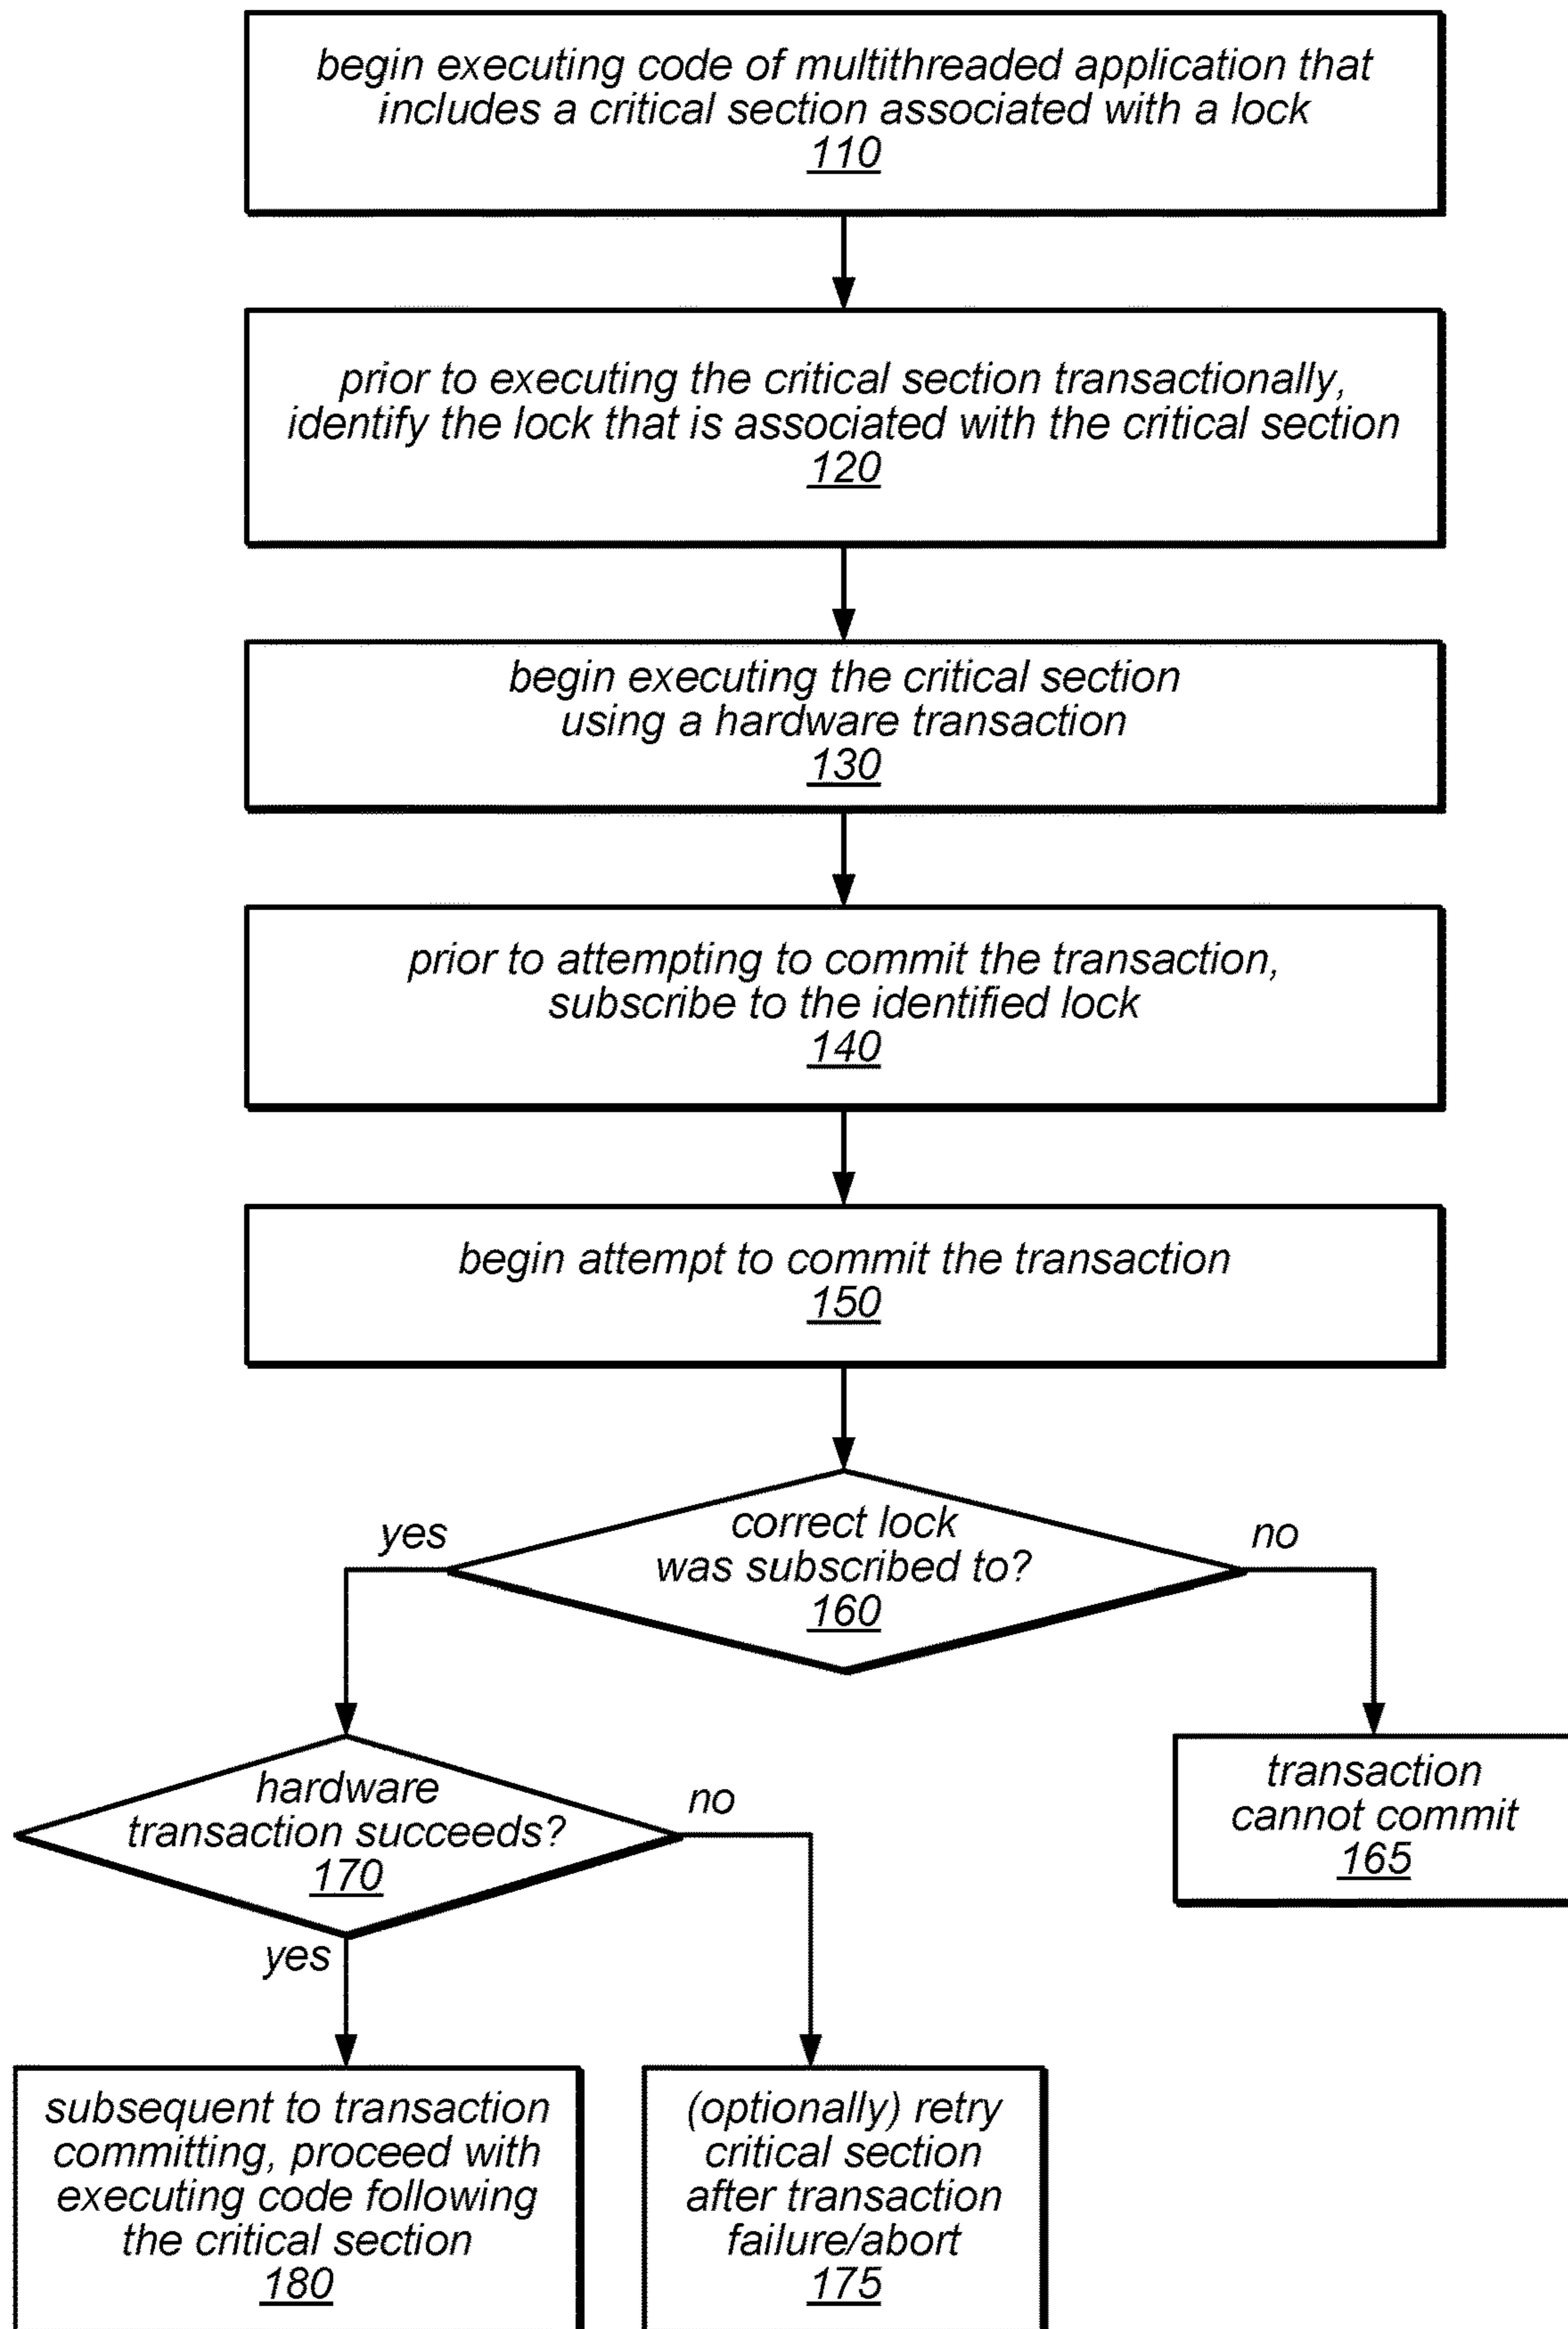 begin executing code of multithreaded application that
includes a critical section associated with a lock
110
prior to executing the critical section transactionally,
identify the lock that is associated with the critical section
120
begin executing the critical section
using a hardware transaction
130
prior to attempting to commit the transaction,
subscribe to the identified lock
140
begin attempt to commit the transaction
150
correct lock
was subscribed to?
160
yes
no
hardware
transaction succeeds?
170
no
yes
transaction
cannot commit
165
subsequent to transaction
committing, proceed with
executing code following
the critical section
180
(optionally) retry
critical section
after transaction
failure/abort
175